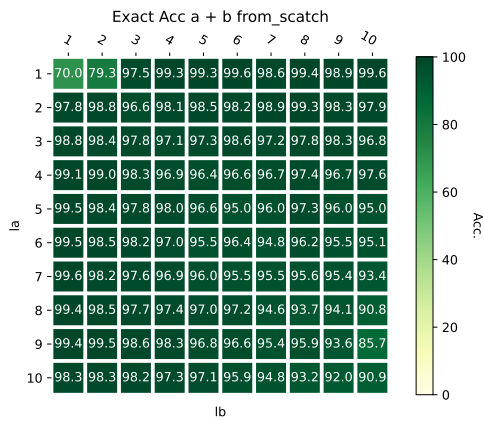 Exact Acc a + b from_scatch
1 2 3 4 5 6 7 8 9 10
1 70.0 79.3 97.5 99.3 99.3 99.6 98.6 99.4 98.9 99.6
2 97.8 98.8 96.6 98.1 98.5 98.2 98.9 99.3 98.3 97.9
3 98.8 98.4 97.8 97.1 97.3 98.6 97.2 97.8 98.3 96.8
4 99.1 99.0 98.3 96.9 96.4 96.6 96.7 97.4 96.7 97.6
5 99.5 98.4 97.8 98.0 96.6 95.0 96.0 97.3 96.0 95.0
6 99.5 98.5 98.2 97.0 95.5 96.4 94.8 96.2 95.5 95.1
7 99.6 98.2 97.6 96.9 96.0 95.5 95.5 95.6 95.4 93.4
8 99.4 98.5 97.7 97.4 97.0 97.2 94.6 93.7 94.1 90.8
9 99.4 99.5 98.6 98.3 96.8 96.6 95.4 95.9 93.6 85.7
10 98.3 98.3 98.2 97.3 97.1 95.9 94.8 93.2 92.0 90.9
la
lb
100
80
60
40
20
0
Acc.